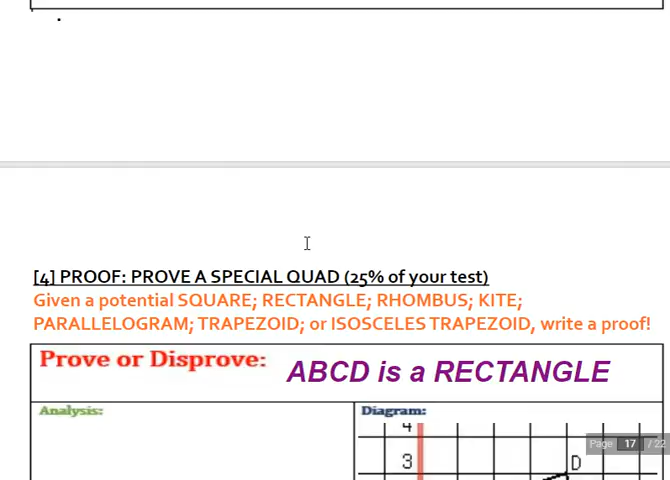 [4] PROOF: PROVE A SPECIAL QUAD (25% of your test)
Given a potential SQUARE; RECTANGLE; RHOMBUS; KITE;
PARALLELOGRAM; TRAPEZOID; or ISOSCELES TRAPEZOID, write a proof!
Prove or Disprove: ABCD is a RECTANGLE
Analysis:
Diagram:
4
Page 17 / 22
3
D